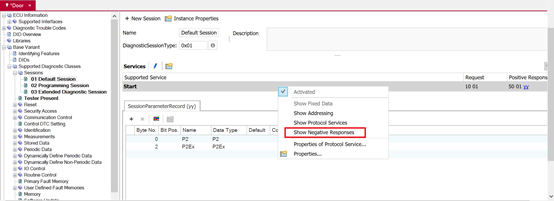 *Door ×
ECU Information
Supported Interfaces
Diagnostic Trouble Codes
DID Overview
Libraries
Base Variant
Identifying Features
DIDs
Supported Diagnostic Classes
Sessions
01 Default Session
02 Programming Session
03 Extended Diagnostic Session
Tester Present
Reset
Security Access
Communication Control
Control DTC Setting
Identification
Measurements
Stored Data
Periodic Data
Dynamically Define Periodic Data
Dynamically Define Non-Periodic Data
IO Control
Routine Control
Primary Fault Memory
User Defined Fault Memories
Memory
+ New Session Instance Properties
Name Default Session Description
DiagnosticSessionType: 0x01
Services
Supported Service Request Positive Respons
Start 10 01 50 01 yy
Activated
Show Fixed Data
Show Addressing
Show Protocol Services
Show Negative Responses
Properties of Protocol Service...
Properties...
SessionParameterRecord (yy)
Byte No. Bit Pos. Name Data Type Default
0 P2 P2
2 P2Ex P2Ex